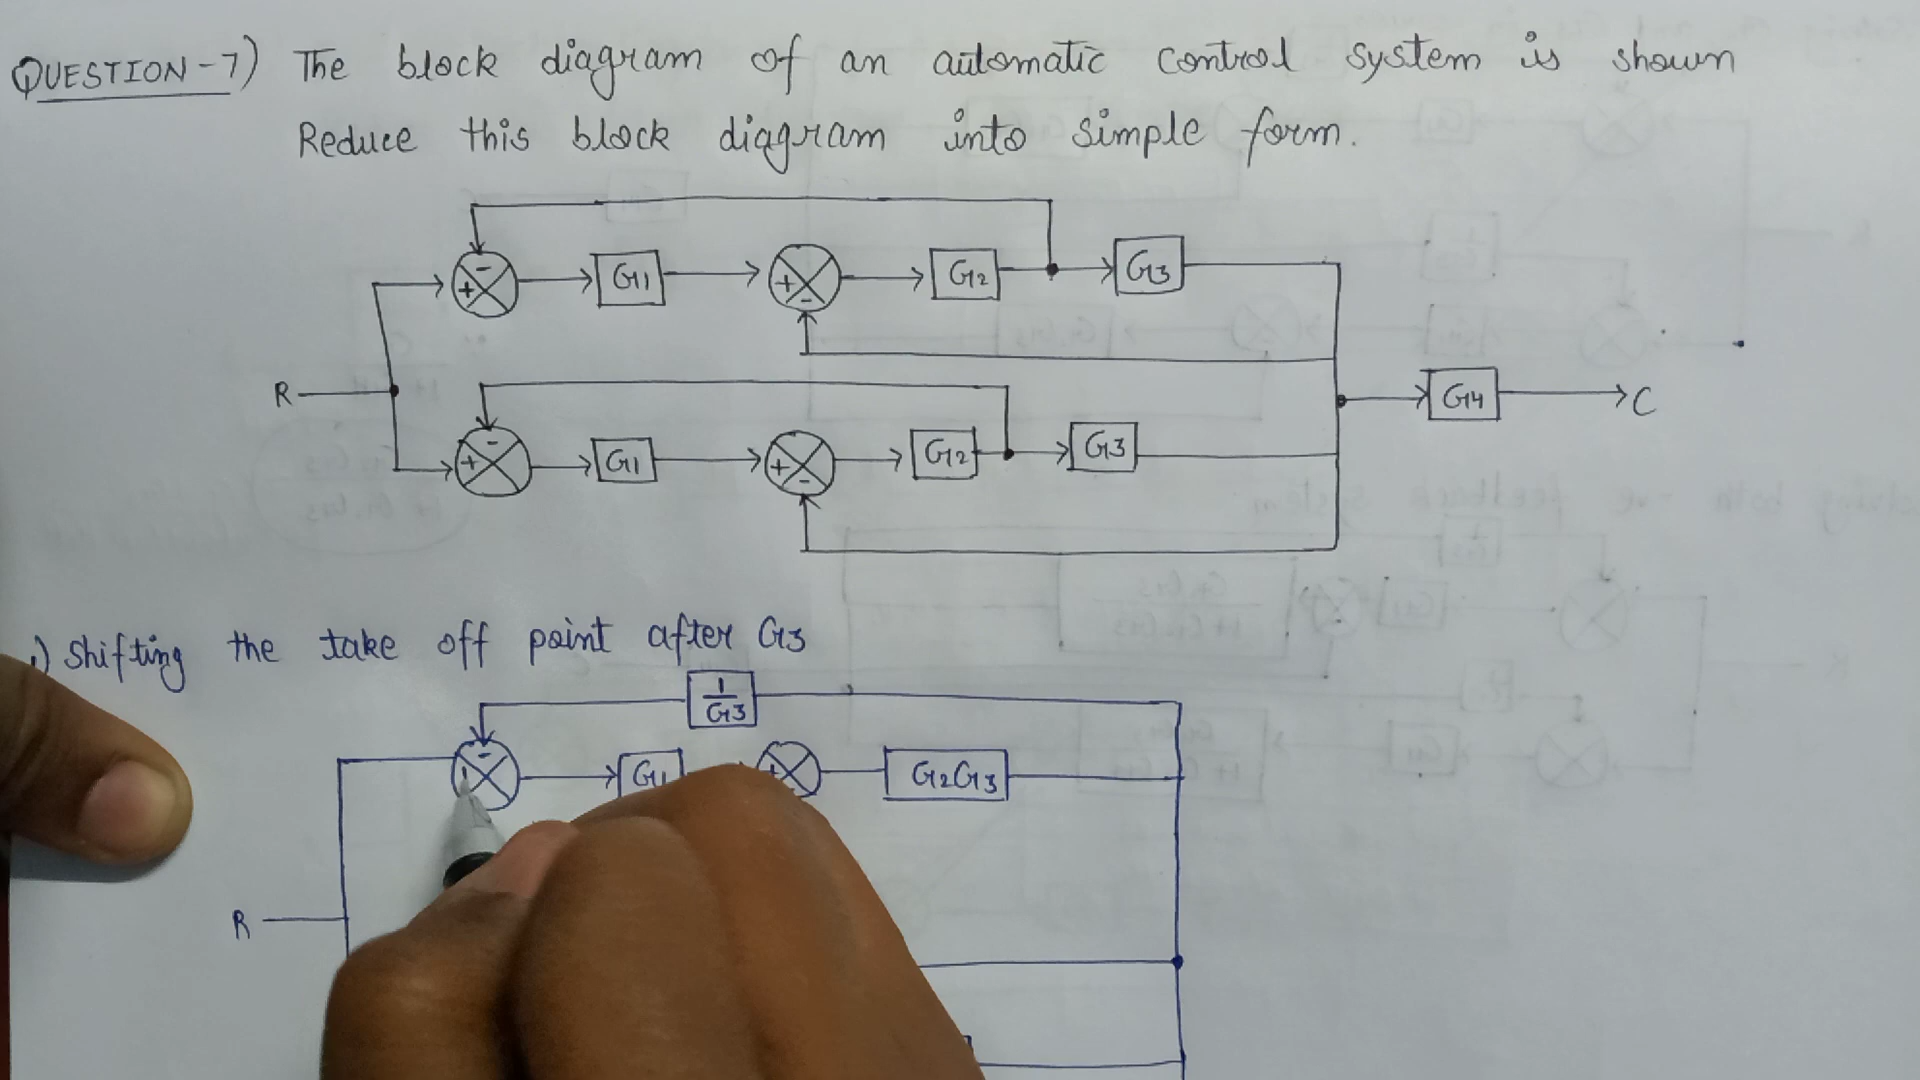 QUESTION-7) The block diagram of an automatic control system is shown
Reduce this block diagram into simple form.
- -
+ G1 + - G2 G3
R G4 C
+ G1 + - G2 G3
-
) Shifting the take off point after G3
1/G3
- G1 + G2G3
R